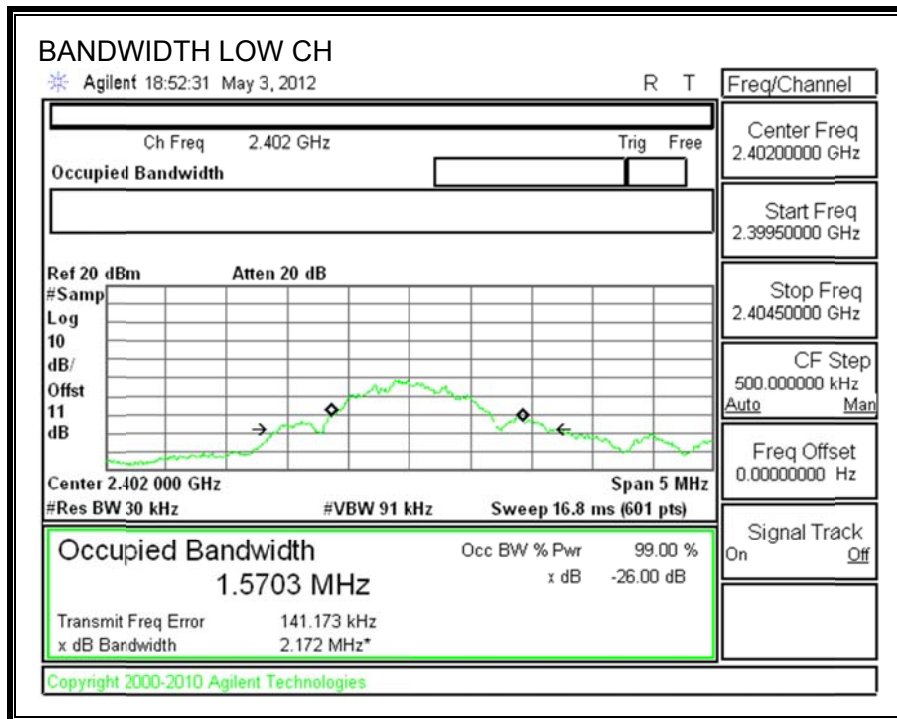 BANDWIDTH LOW CH
Agilent 18:52:31 May 3, 2012 R T
Ch Freq 2.402 GHz Trig Free
Occupied Bandwidth
Ref 20 dBm Atten 20 dB
#Samp
Log
10
dB/
Offst
11
dB
Center 2.402 000 GHz Span 5 MHz
#Res BW 30 kHz #VBW 91 kHz Sweep 16.8 ms (601 pts)
Occupied Bandwidth Occ BW % Pwr 99.00 %
1.5703 MHz x dB -26.00 dB
Transmit Freq Error 141.173 kHz
x dB Bandwidth 2.172 MHz*
Copyright 2000-2010 Agilent Technologies
Freq/Channel
Center Freq
2.40200000 GHz
Start Freq
2.39950000 GHz
Stop Freq
2.40450000 GHz
CF Step
500.000000 kHz
Auto Man
Freq Offset
0.00000000 Hz
Signal Track
On Off